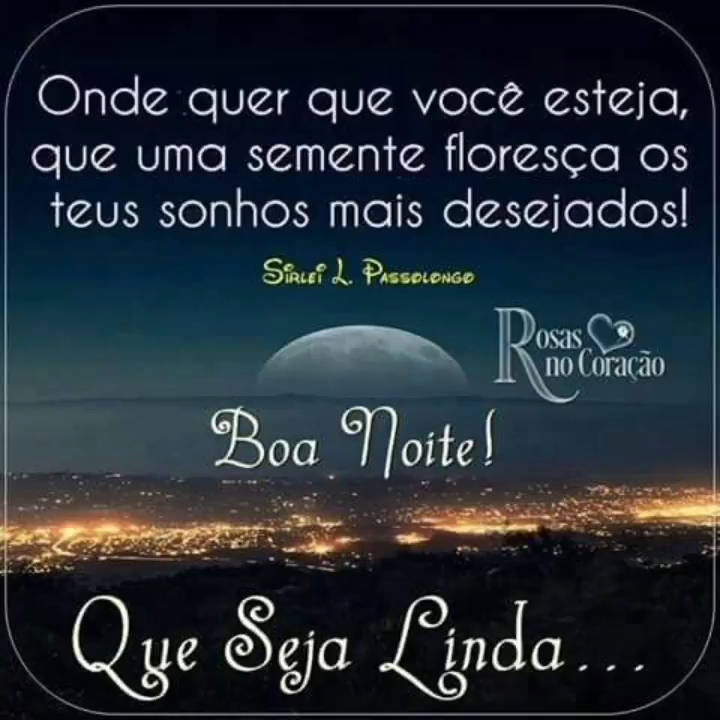 Onde quer que você esteja,
que uma semente floresça os
teus sonhos mais desejados!
Sirlei L. Passolongo
Rosas
no Coração
Boa Noite!
Que Seja Linda...